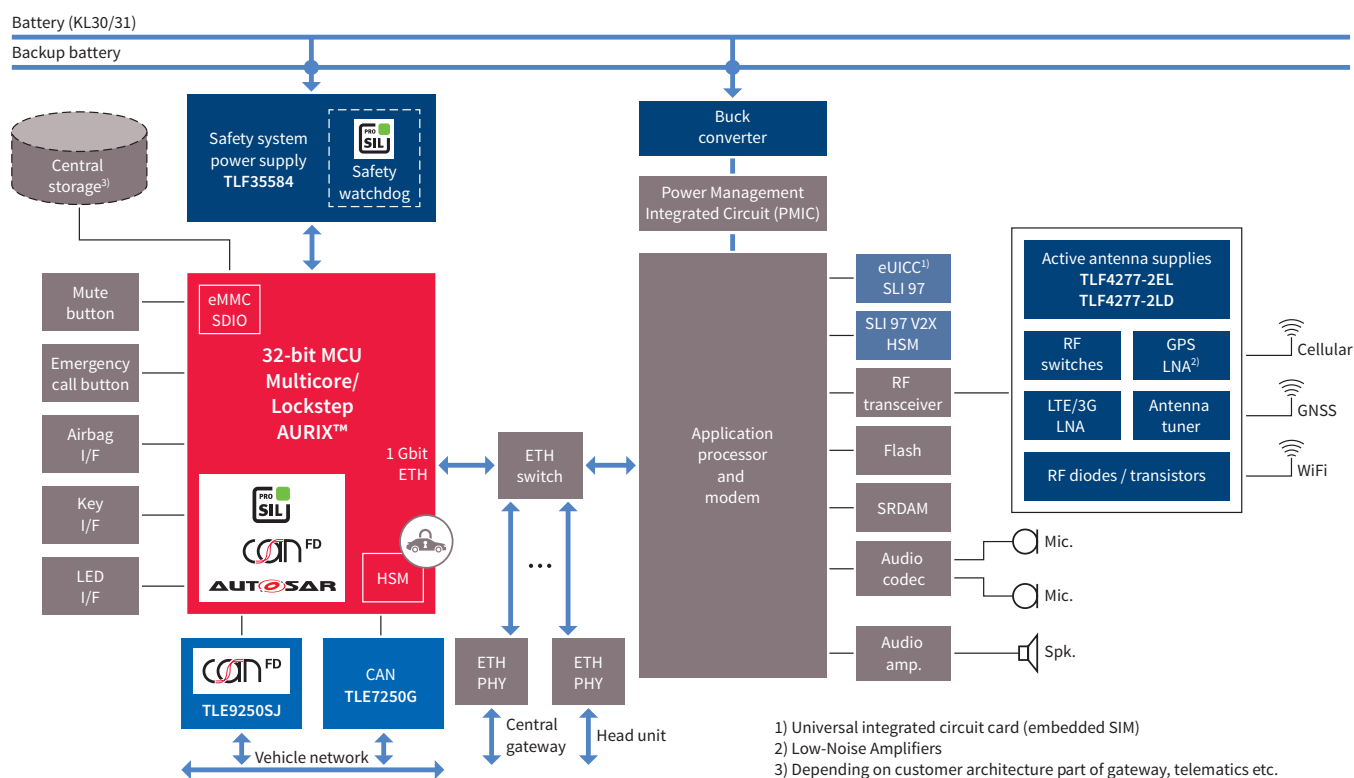 Battery (KL30/31)
Backup battery
Central
storage3)
Safety system
power supply
TLF35584
PRO
SIL
Safety
watchdog
Buck
converter
Power Management
Integrated Circuit (PMIC)
Mute
button
Emergency
call button
Airbag
I/F
Key
I/F
LED
I/F
eMMC
SDIO
32-bit MCU
Multicore/
Lockstep
AURIX™
1 Gbit
ETH
PRO
SIL
CAN FD
AUTOSAR
HSM
CAN FD
TLE9250SJ
CAN
TLE7250G
Vehicle network
ETH
switch
...
ETH
PHY
ETH
PHY
Central
gateway
Head unit
Application
processor
and
modem
eUICC1)
SLI 97
SLI 97 V2X
HSM
RF
transceiver
Flash
SRDAM
Audio
codec
Audio
amp.
Active antenna supplies
TLF4277-2EL
TLF4277-2LD
RF
switches
GPS
LNA2)
LTE/3G
LNA
Antenna
tuner
RF diodes / transistors
Cellular
GNSS
WiFi
Mic.
Mic.
Spk.
1) Universal integrated circuit card (embedded SIM)
2) Low-Noise Amplifiers
3) Depending on customer architecture part of gateway, telematics etc.